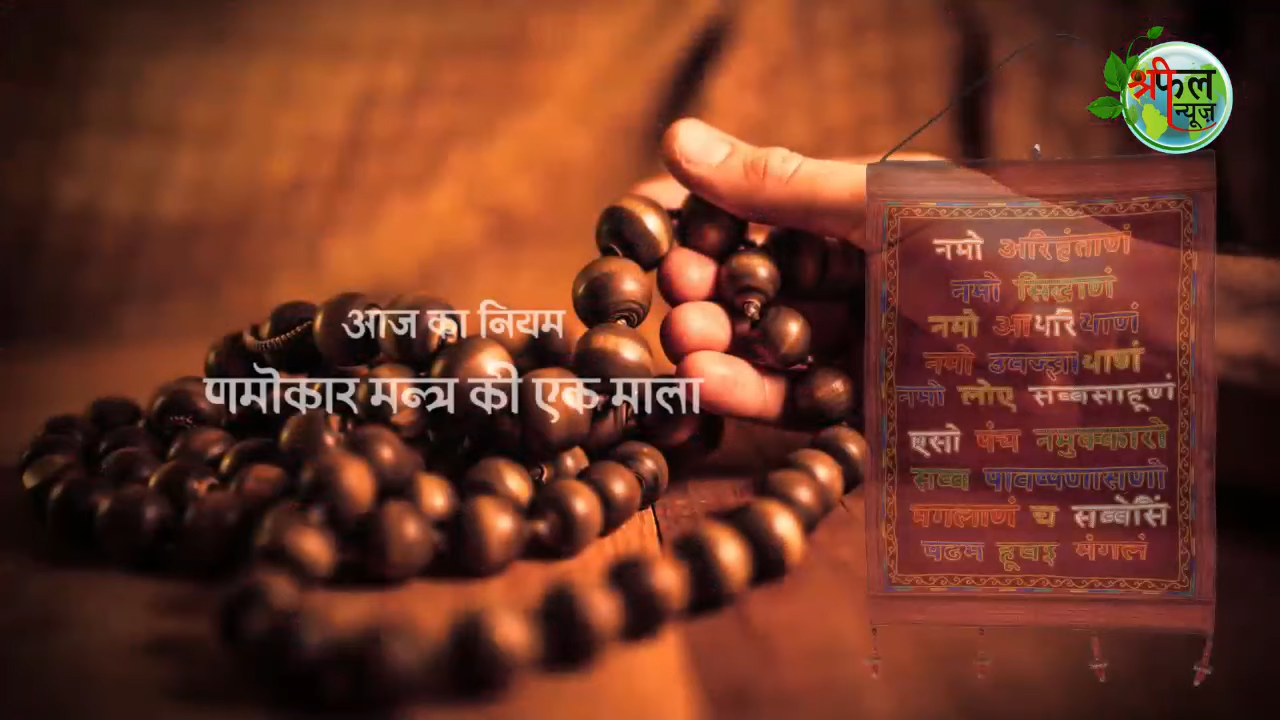 श्रीफल
न्यूज़
आज का नियम
णमोकार मन्त्र की एक माला
नमो अरिहंताणं
नमो सिद्धाणं
नमो आयरियाणं
नमो उवज्झायाणं
नमो लोए सव्वसाहूणं
एसो पंच नमुक्कारो
सव्व पावप्पणासणो
मंगलाणं च सव्वेसिं
पढम हवइ मंगलं